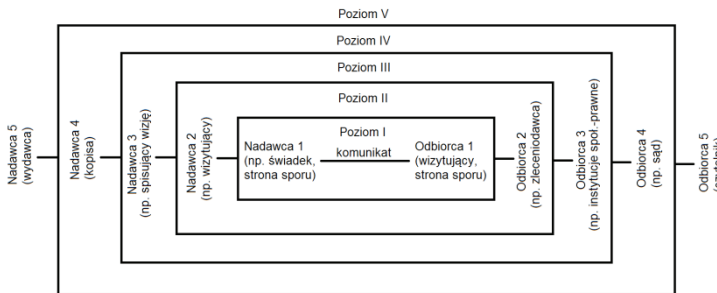 Poziom V
Poziom IV
Poziom III
Poziom II
Poziom I
Nadawca 5
(wydawca)
Nadawca 4
(kopisa)
Nadawca 3
(np. spisujący wizję)
Nadawca 2
(np. wizytujący)
Nadawca 1
(np. świadek,
strona sporu)
komunikat
Odbiorca 1
(wizytujący,
strona sporu)
Odbiorca 2
(np. zleceniodawca)
Odbiorca 3
(np. instytucje społ.-prawne)
Odbiorca 4
(np. sąd)
Odbiorca 5